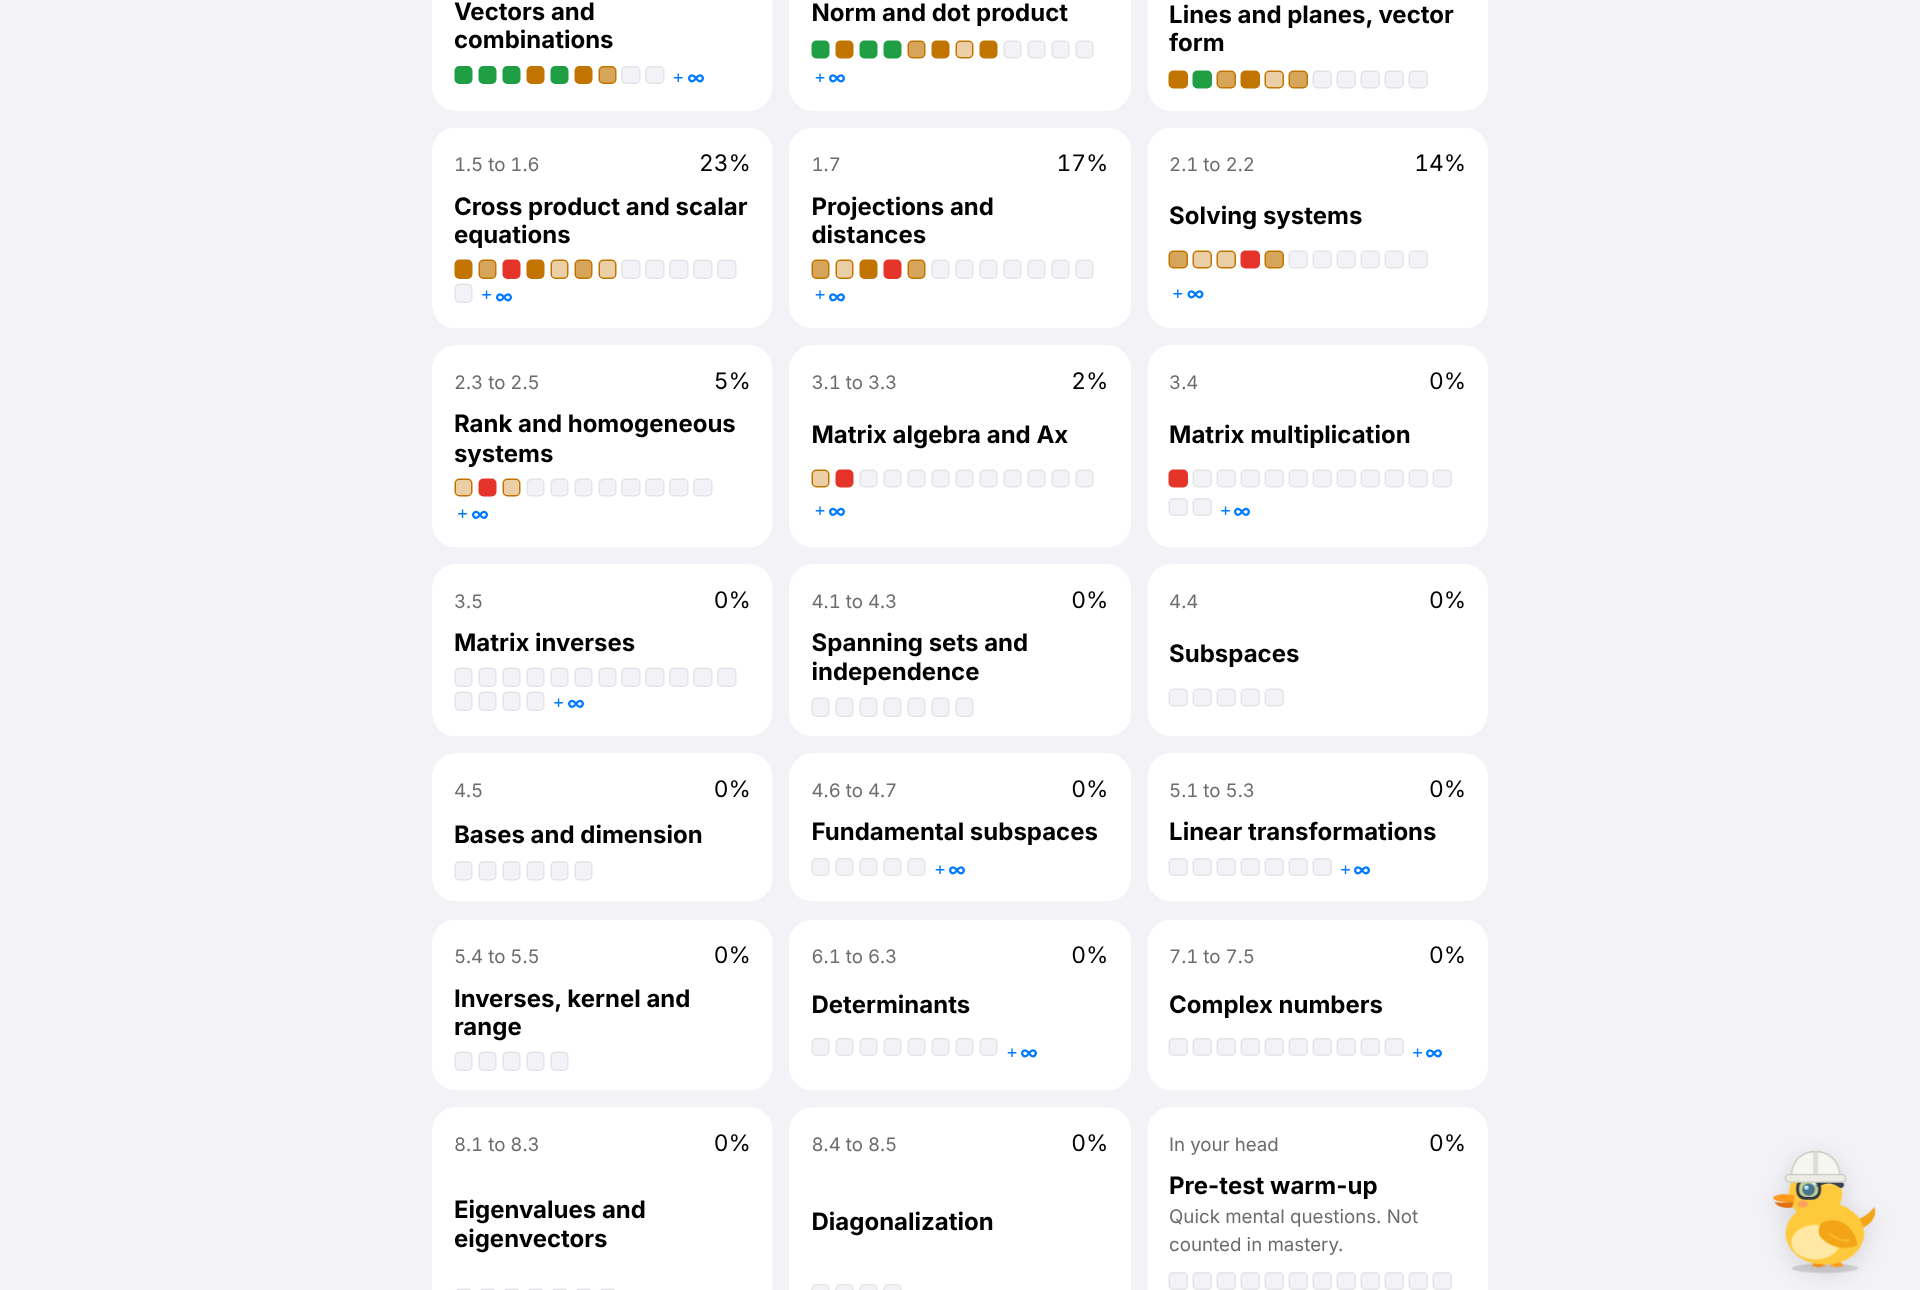 Vectors and
combinations
+ ∞
Norm and dot product
+ ∞
Lines and planes, vector
form
1.5 to 1.6
23%
Cross product and scalar
equations
+ ∞
1.7
17%
Projections and
distances
+ ∞
2.1 to 2.2
14%
Solving systems
+ ∞
2.3 to 2.5
5%
Rank and homogeneous
systems
+ ∞
3.1 to 3.3
2%
Matrix algebra and Ax
+ ∞
3.4
0%
Matrix multiplication
+ ∞
3.5
0%
Matrix inverses
+ ∞
4.1 to 4.3
0%
Spanning sets and
independence
4.4
0%
Subspaces
4.5
0%
Bases and dimension
4.6 to 4.7
0%
Fundamental subspaces
+ ∞
5.1 to 5.3
0%
Linear transformations
+ ∞
5.4 to 5.5
0%
Inverses, kernel and
range
6.1 to 6.3
0%
Determinants
+ ∞
7.1 to 7.5
0%
Complex numbers
+ ∞
8.1 to 8.3
0%
Eigenvalues and
eigenvectors
8.4 to 8.5
0%
Diagonalization
In your head
0%
Pre-test warm-up
Quick mental questions. Not
counted in mastery.